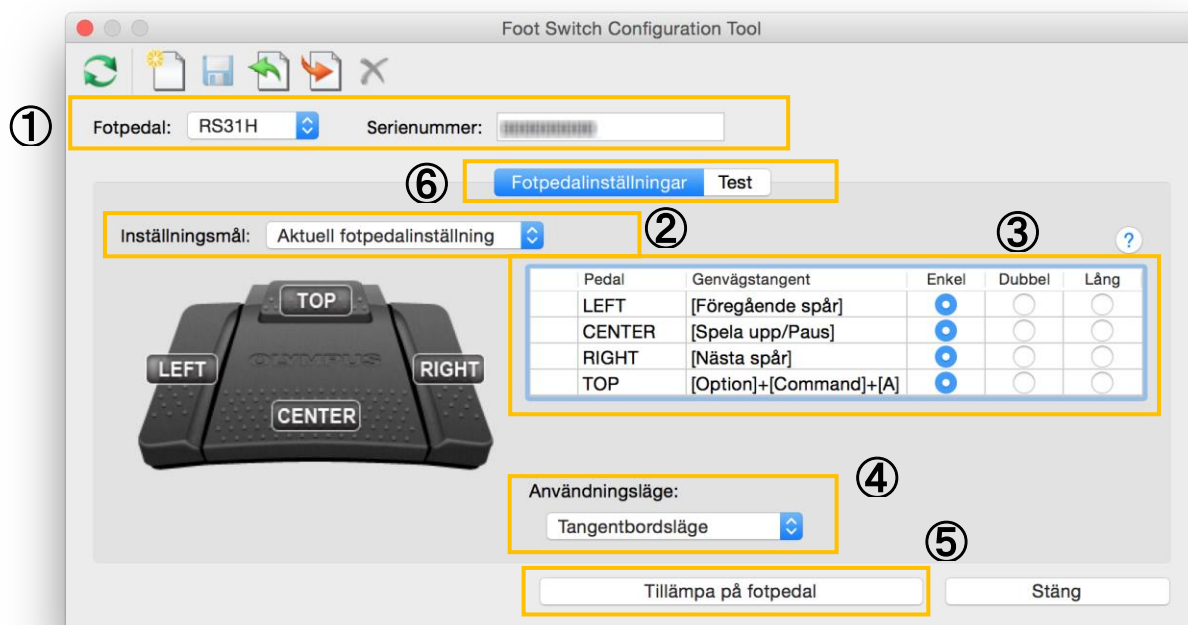 Foot Switch Configuration Tool
① Fotpedal: RS31H Serienummer:
⑥ Fotpedalinställningar Test
Inställningsmål: Aktuell fotpedalinställning ② ③ ?
Pedal Genvägstangent Enkel Dubbel Lång
LEFT [Föregående spår]
CENTER [Spela upp/Paus]
RIGHT [Nästa spår]
TOP [Option]+[Command]+[A]
TOP
OLYMPUS
LEFT RIGHT
CENTER
Användningsläge: ④
Tangentbordsläge
⑤
Tillämpa på fotpedal Stäng